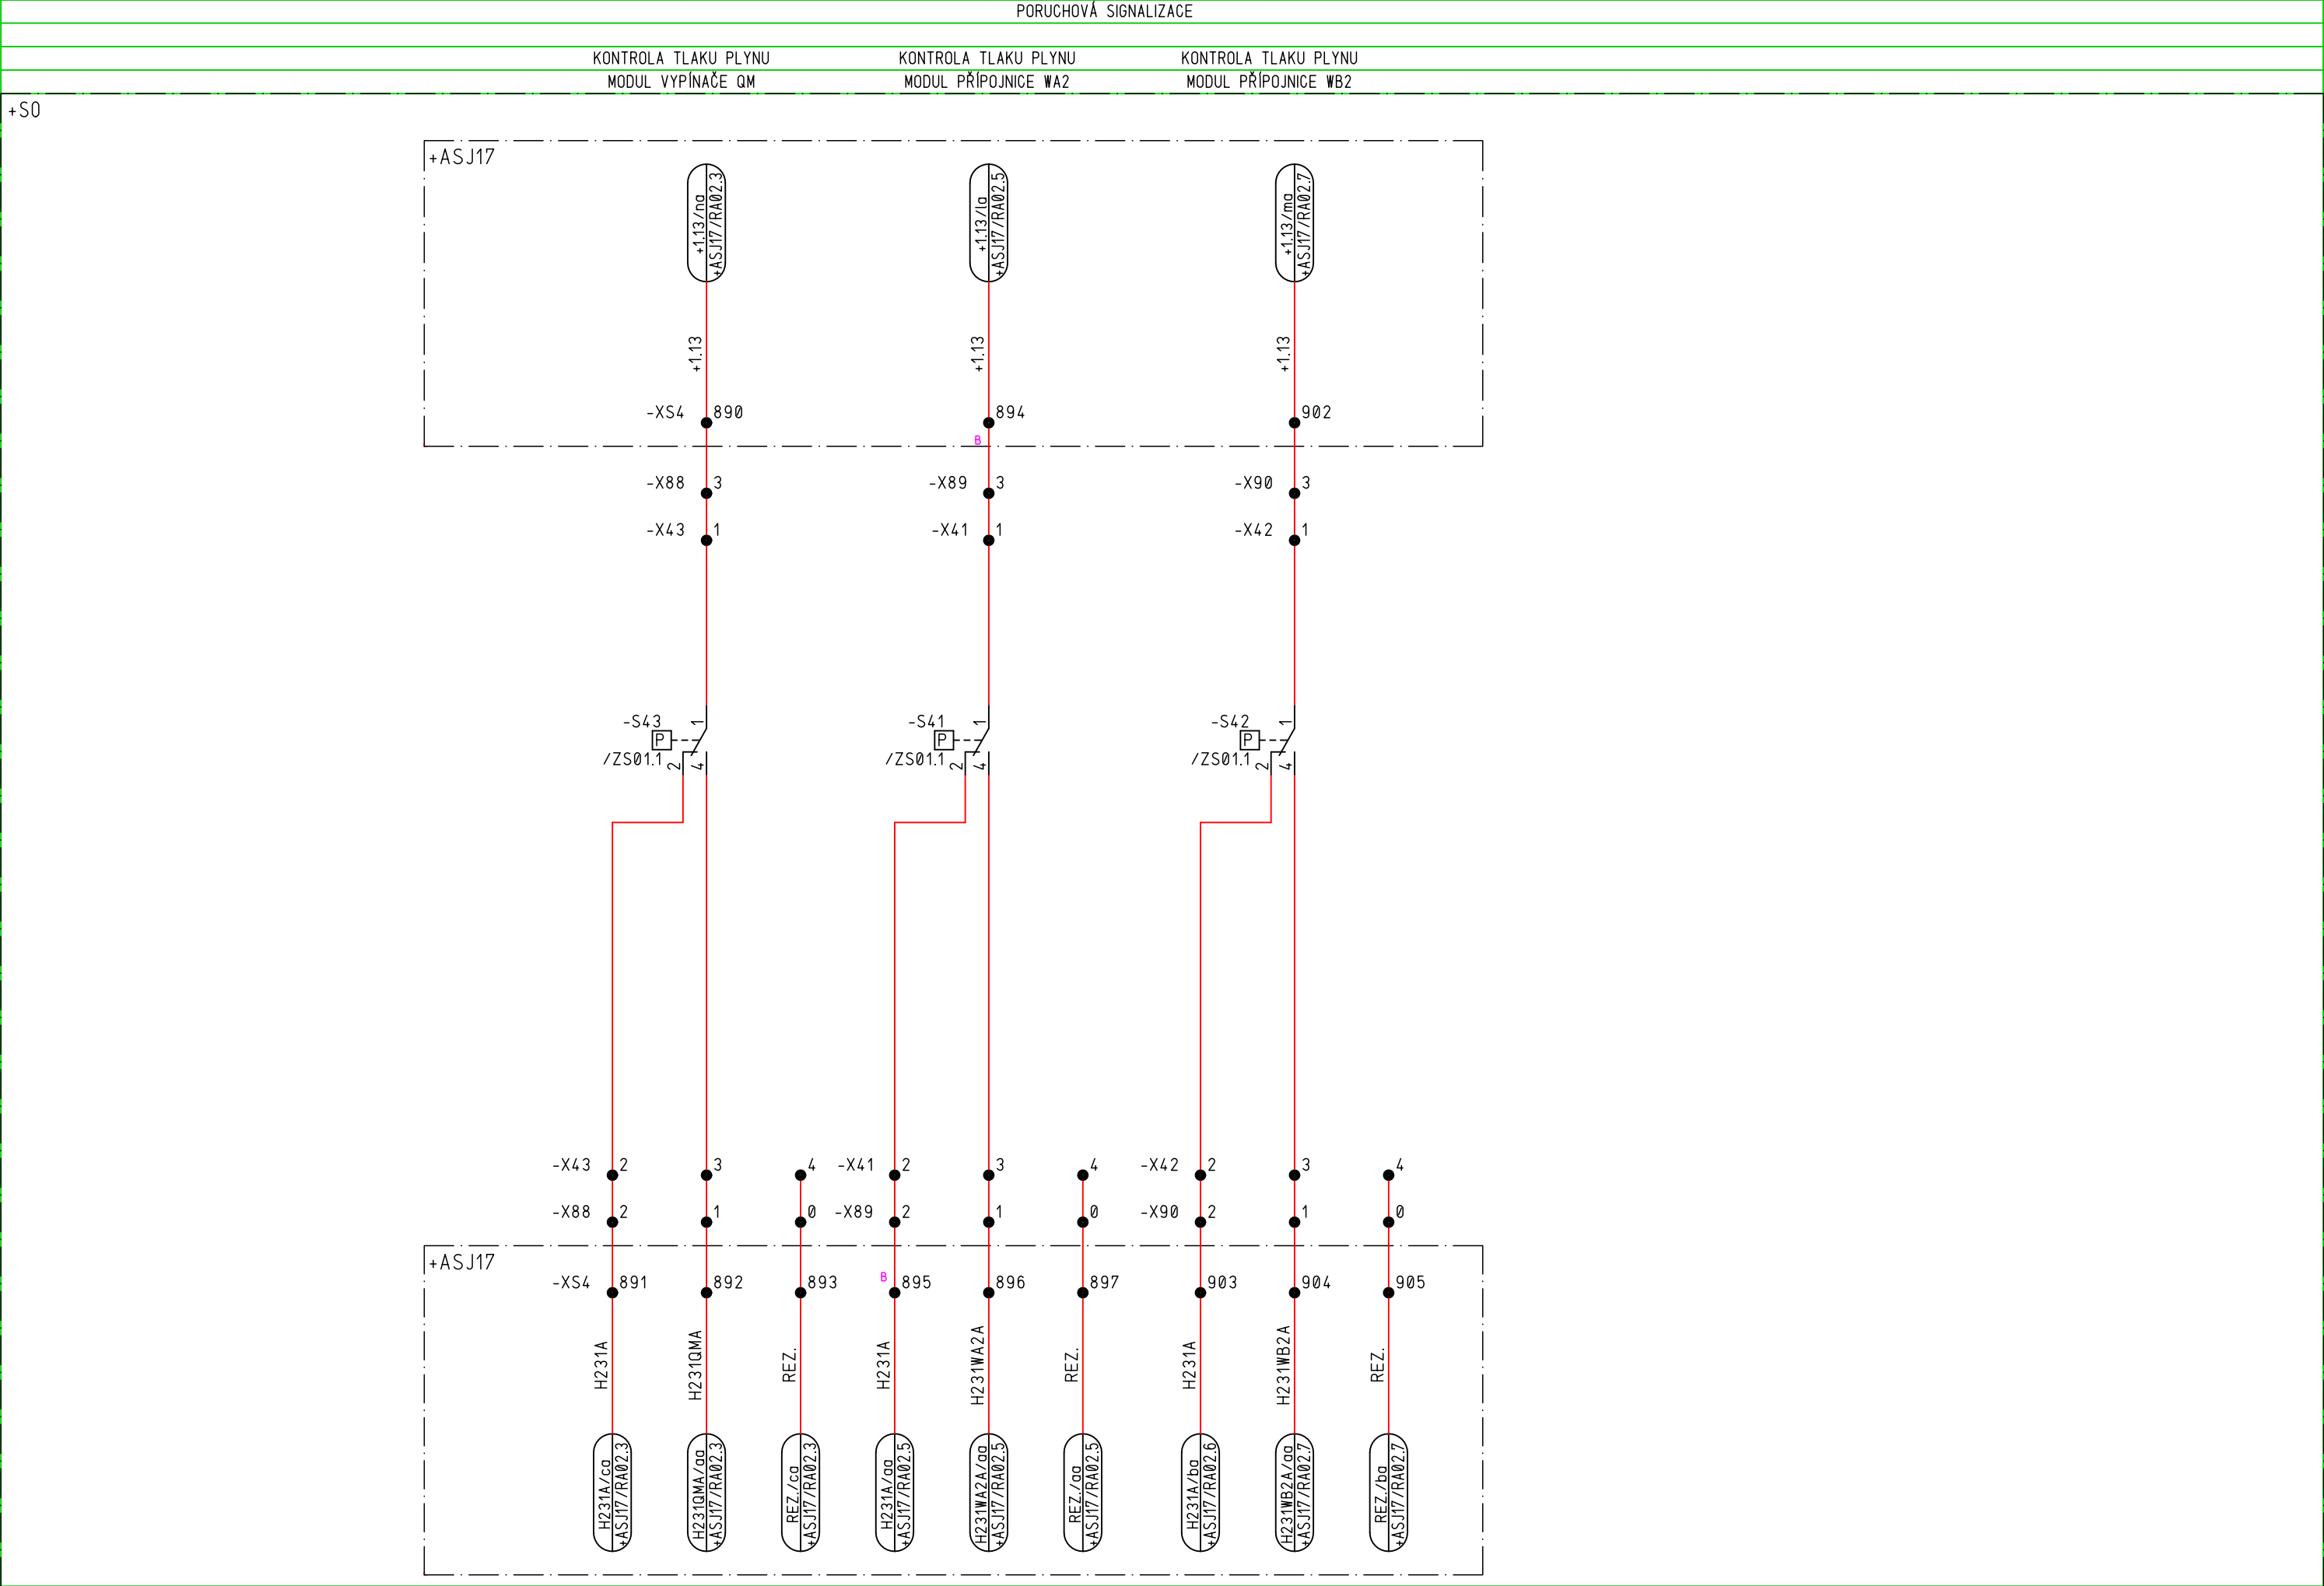 PORUCHOVÁ SIGNALIZACE
KONTROLA TLAKU PLYNU KONTROLA TLAKU PLYNU KONTROLA TLAKU PLYNU
MODUL VYPÍNAČE QM MODUL PŘÍPOJNICE WA2 MODUL PŘÍPOJNICE WB2
+S0
+ASJ17
+1.13/na
+ASJ17/RA02.3
+1.13/la
+ASJ17/RA02.5
+1.13/ma
+ASJ17/RA02.7
+1.13 +1.13 +1.13
-XS4 890 894 902
B
-X88 3 -X89 3 -X90 3
-X43 1 -X41 1 -X42 1
-S43 1 -S41 1 -S42 1
P P P
/ZS01.1 2 4 /ZS01.1 2 4 /ZS01.1 2 4
-X43 2 3 4 -X41 2 3 4 -X42 2 3 4
-X88 2 1 0 -X89 2 1 0 -X90 2 1 0
+ASJ17
-XS4 891 892 893 B 895 896 897 903 904 905
H231A H231QMA REZ. H231A H231WA2A REZ. H231A H231WB2A REZ.
H231A/ca
+ASJ17/RA02.3
H231QMA/aa
+ASJ17/RA02.3
REZ./ca
+ASJ17/RA02.3
H231A/aa
+ASJ17/RA02.5
H231WA2A/aa
+ASJ17/RA02.5
REZ./aa
+ASJ17/RA02.5
H231A/ba
+ASJ17/RA02.6
H231WB2A/aa
+ASJ17/RA02.7
REZ./ba
+ASJ17/RA02.7